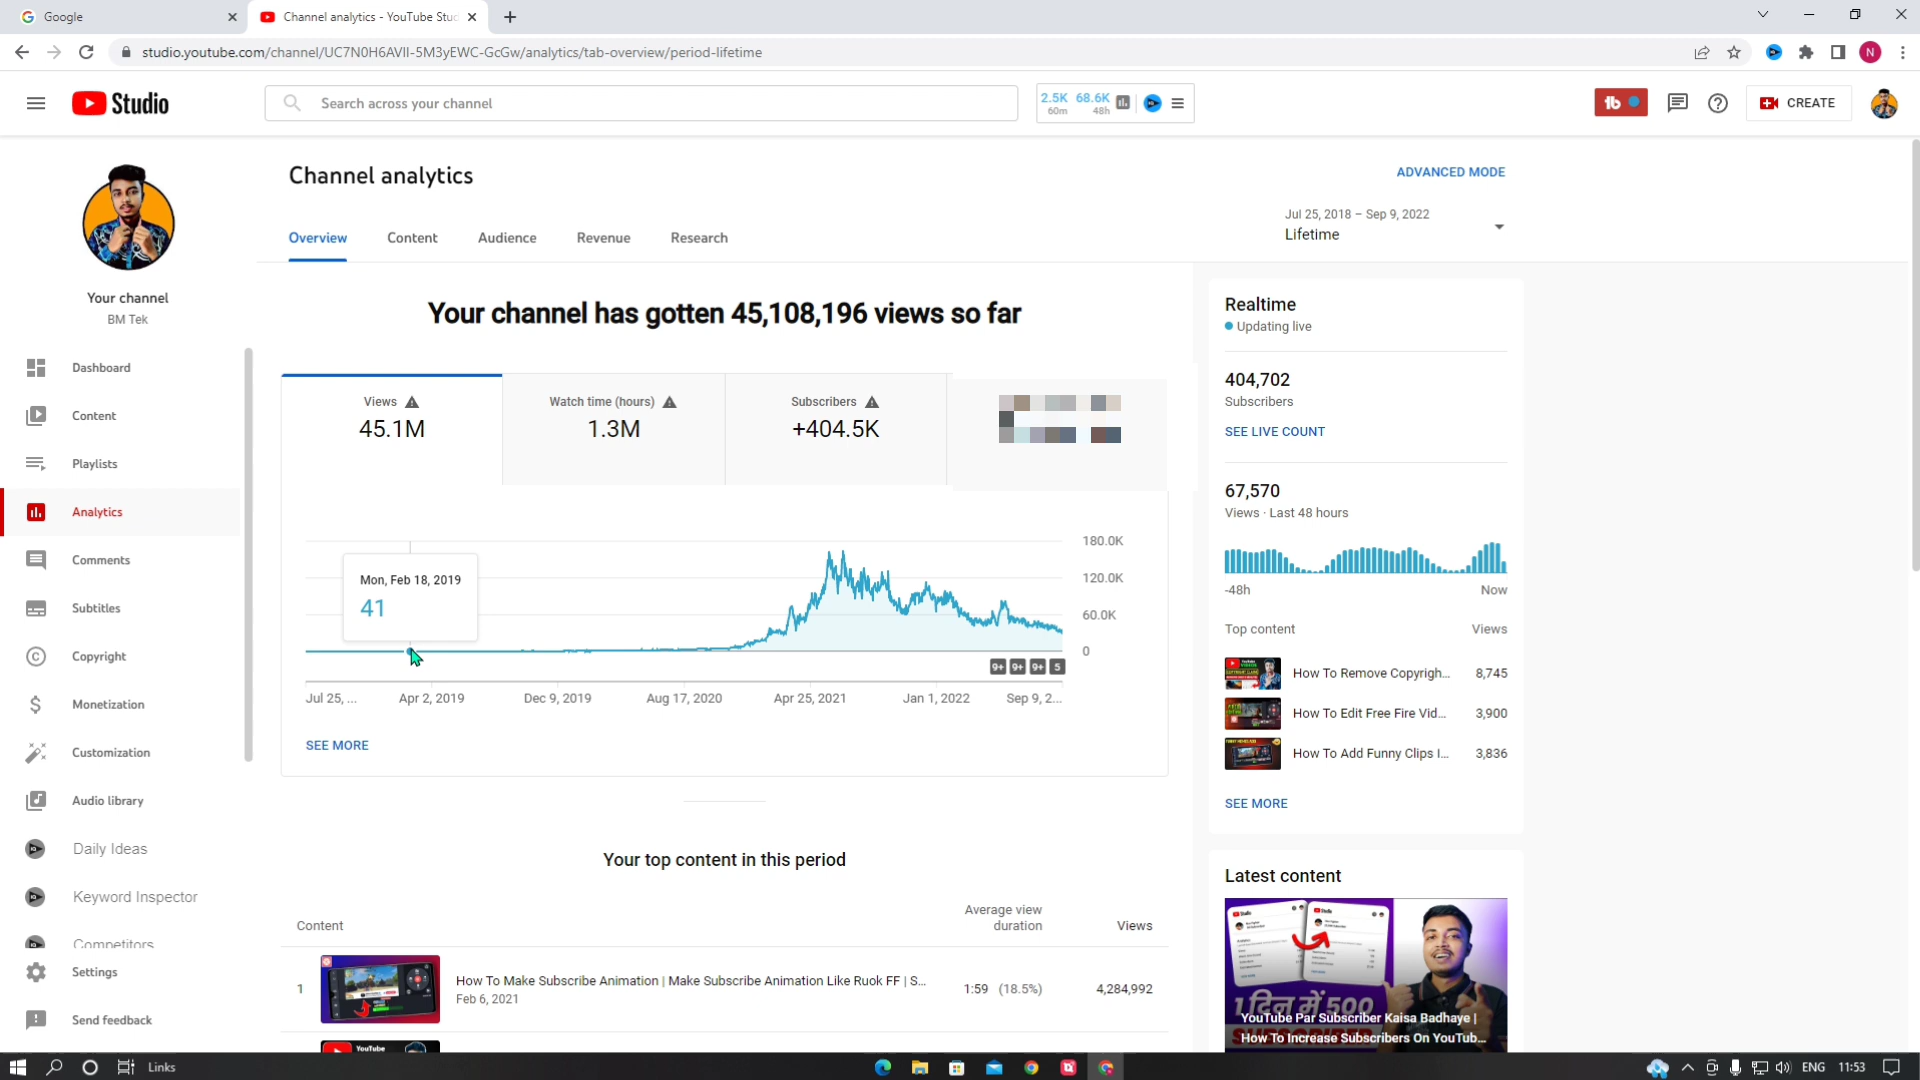 Google
Channel analytics - YouTube Stu
studio.youtube.com/channel/UC7N0H6AVII-5M3yEWC-GcGw/analytics/tab-overview/period-lifetime
N
Studio
Search across your channel
2.5K 68.6K
60m 48h
CREATE
Channel analytics
ADVANCED MODE
Jul 25, 2018 – Sep 9, 2022
Lifetime
Overview
Content
Audience
Revenue
Research
Your channel
BM Tek
Dashboard
Content
Playlists
Analytics
Comments
Subtitles
Copyright
Monetization
Customization
Audio library
Daily Ideas
Keyword Inspector
Competitors
Settings
Send feedback
Your channel has gotten 45,108,196 views so far
Views
45.1M
Watch time (hours)
1.3M
Subscribers
+404.5K
Mon, Feb 18, 2019
41
180.0K
120.0K
60.0K
0
9+ 9+ 9+ 5
Jul 25, ...
Apr 2, 2019
Dec 9, 2019
Aug 17, 2020
Apr 25, 2021
Jan 1, 2022
Sep 9, 2...
SEE MORE
Your top content in this period
Content
Average view
duration
Views
1
How To Make Subscribe Animation | Make Subscribe Animation Like Ruok FF | S...
Feb 6, 2021
1:59 (18.5%)
4,284,992
YouTube
Realtime
Updating live
404,702
Subscribers
SEE LIVE COUNT
67,570
Views · Last 48 hours
-48h
Now
Top content
Views
How To Remove Copyrigh... 8,745
How To Edit Free Fire Vid... 3,900
How To Add Funny Clips I... 3,836
SEE MORE
Latest content
1 दिन में 500
YouTube Par Subscriber Kaisa Badhaye |
How To Increase Subscribers On YouTub...
Links
ENG
11:53